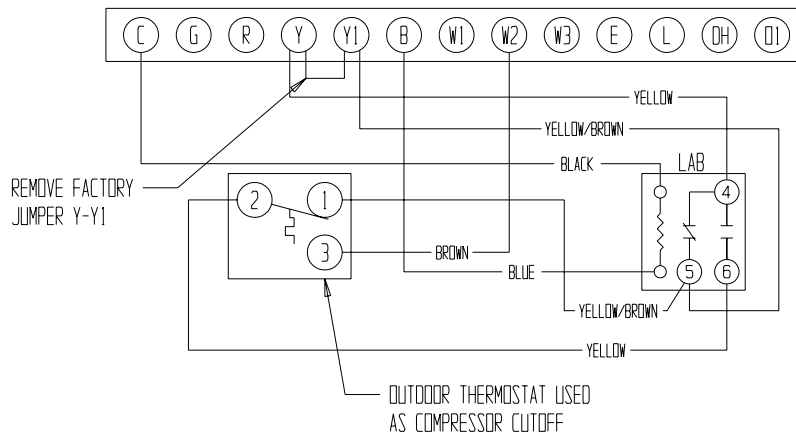 C G R Y Y1 B W1 W2 W3 E L DH O1
YELLOW
YELLOW/BROWN
BLACK
LAB
REMOVE FACTORY
JUMPER Y-Y1
2 1
4
3
BROWN
BLUE
5 6
YELLOW/BROWN
YELLOW
OUTDOOR THERMOSTAT USED
AS COMPRESSOR CUTOFF